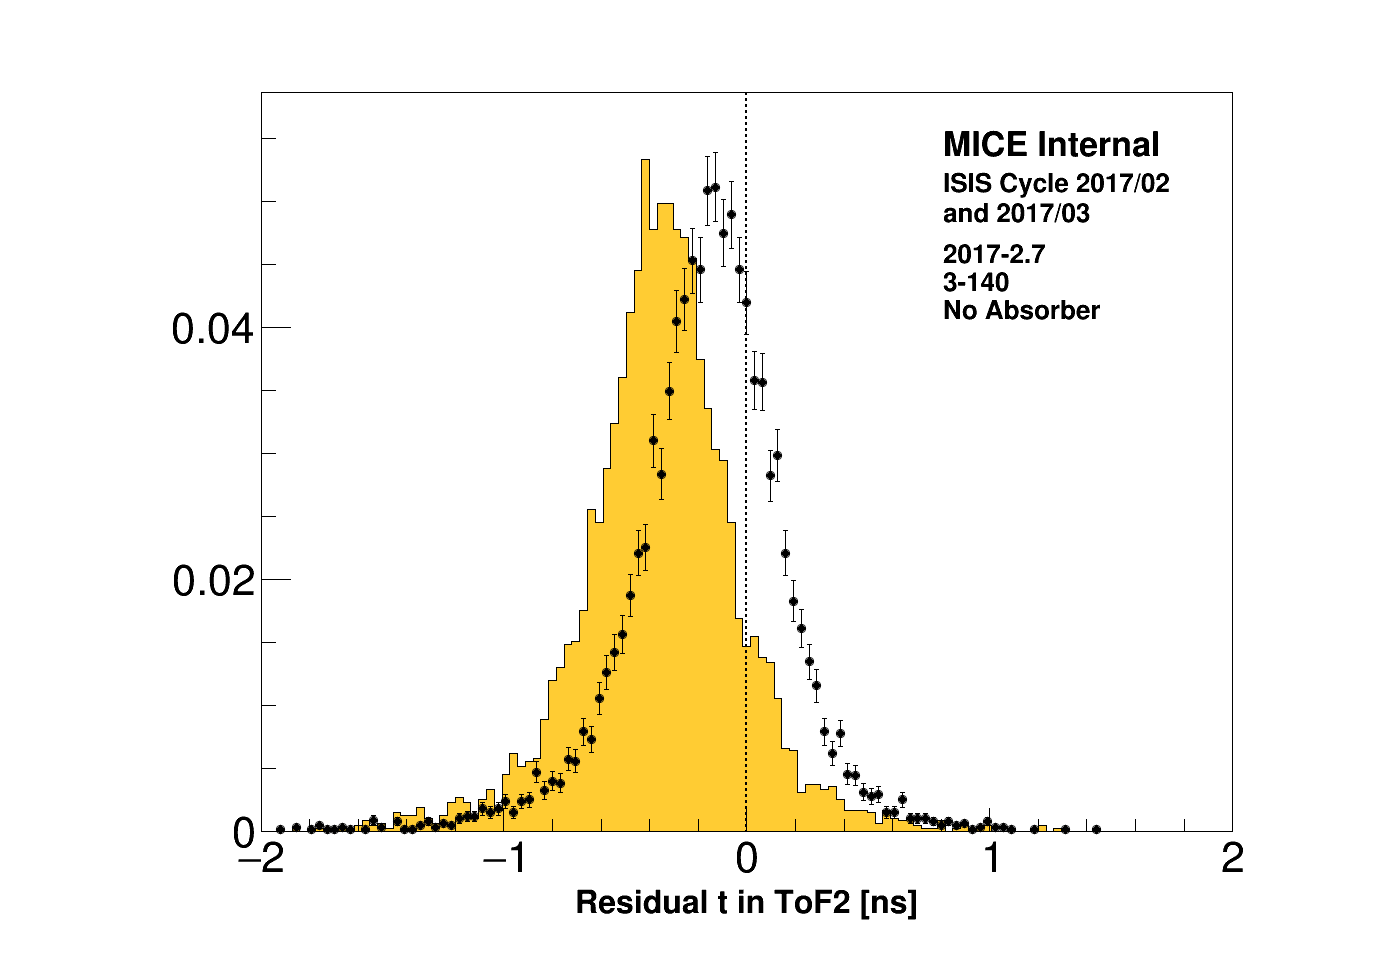 MICE Internal
ISIS Cycle 2017/02
and 2017/03
2017-2.7
3-140
No Absorber
0.04
0.02
0
−2 −1 0 1 2
Residual t in ToF2 [ns]